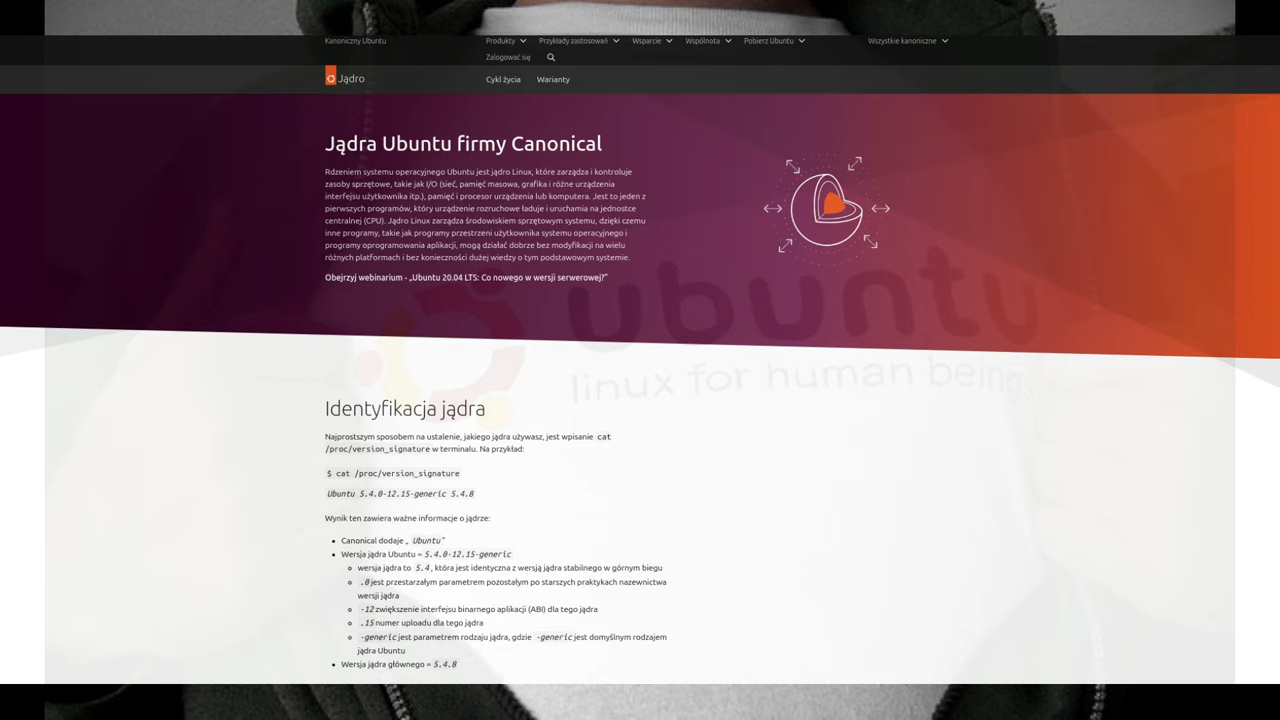 Kanoniczny Ubuntu
Produkty
Przykłady zastosowań
Wsparcie
Wspólnota
Pobierz Ubuntu
Wszystkie kanoniczne
Zalogować się
Jądro
Cykl życia
Warianty
Jądra Ubuntu firmy Canonical
Rdzeniem systemu operacyjnego Ubuntu jest jądro Linux, które zarządza i kontroluje
zasoby sprzętowe, takie jak I/O (sieć, pamięć masowa, grafika i różne urządzenia
interfejsu użytkownika itp.), pamięć i procesor urządzenia lub komputera. Jest to jeden z
pierwszych programów, który urządzenie rozruchowe ładuje i uruchamia na jednostce
centralnej (CPU). Jądro Linux zarządza środowiskiem sprzętowym systemu, dzięki czemu
inne programy, takie jak programy przestrzeni użytkownika systemu operacyjnego i
programy oprogramowania aplikacji, mogą działać dobrze bez modyfikacji na wielu
różnych platformach i bez konieczności dużej wiedzy o tym podstawowym systemie.
Obejrzyj webinarium - „Ubuntu 20.04 LTS: Co nowego w wersji serwerowej?”
ubuntu
linux for human beings
Identyfikacja jądra
Najprostszym sposobem na ustalenie, jakiego jądra używasz, jest wpisanie cat
/proc/version_signature w terminalu. Na przykład:
$ cat /proc/version_signature
Ubuntu 5.4.0-12.15-generic 5.4.8
Wynik ten zawiera ważne informacje o jądrze:
Canonical dodaje „ Ubuntu”
Wersja jądra Ubuntu = 5.4.0-12.15-generic
wersja jądra to 5.4, która jest identyczna z wersją jądra stabilnego w górnym biegu
.0 jest przestarzałym parametrem pozostałym po starszych praktykach nazewnictwa
wersji jądra
-12 zwiększenie interfejsu binarnego aplikacji (ABI) dla tego jądra
.15 numer uploadu dla tego jądra
-generic jest parametrem rodzaju jądra, gdzie -generic jest domyślnym rodzajem
jądra Ubuntu
Wersja jądra głównego = 5.4.8